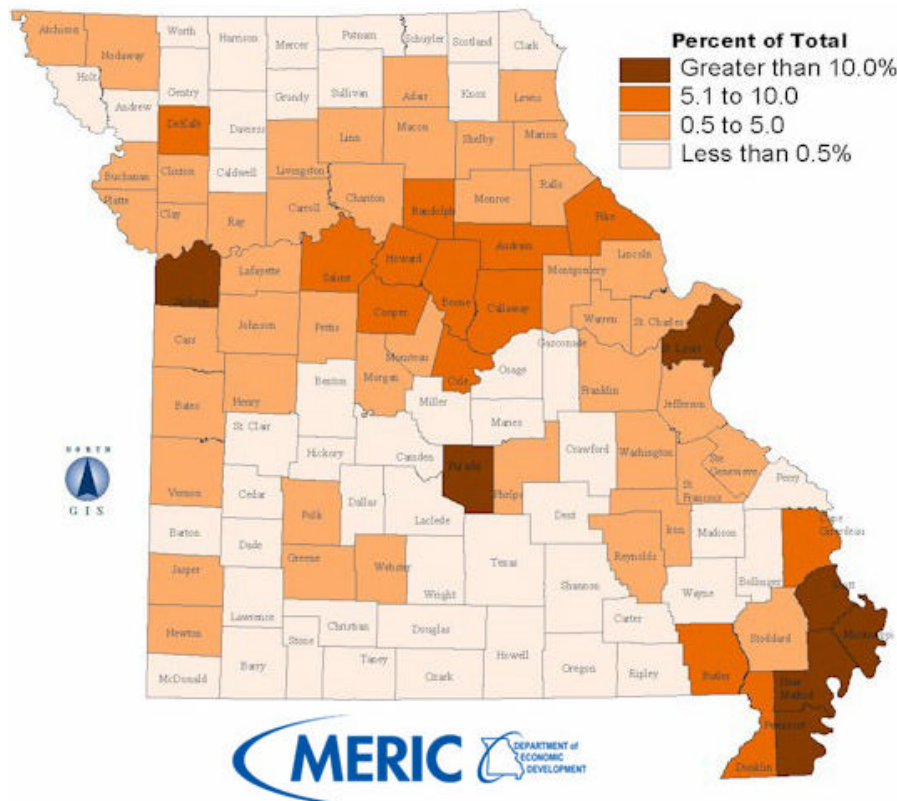 Percent of Total
Greater than 10.0%
5.1 to 10.0
0.5 to 5.0
Less than 0.5%
Atchison
Nodaway
Worth
Harrison
Mercer
Putnam
Schuyler
Scotland
Clark
Holt
Andrew
Gentry
DeKalb
Daviess
Grundy
Sullivan
Adair
Knox
Lewis
Buchanan
Clinton
Caldwell
Livingston
Linn
Macon
Shelby
Marion
Platte
Clay
Ray
Carroll
Chariton
Randolph
Monroe
Ralls
Pike
Lafayette
Saline
Howard
Boone
Audrain
Callaway
Montgomery
Lincoln
Warren
St. Charles
St. Louis
Cass
Johnson
Pettis
Cooper
Moniteau
Cole
Osage
Gasconade
Franklin
Jefferson
Bates
Henry
Benton
Morgan
Miller
Maries
St. Clair
Hickory
Camden
Pulaski
Phelps
Crawford
Washington
Ste.
Genevieve
St.
Francois
Perry
Vernon
Cedar
Polk
Dallas
Laclede
Dent
Iron
Madison
Cape
Girardeau
Barton
Dade
Greene
Webster
Wright
Texas
Shannon
Reynolds
Wayne
Bollinger
Jasper
Lawrence
Christian
Douglas
Carter
Stoddard
Newton
Stone
Taney
Ozark
Howell
Oregon
Ripley
Butler
New
Madrid
McDonald
Barry
Pemiscot
Dunklin
NORTH
GIS
MERIC
DEPARTMENT of
ECONOMIC
DEVELOPMENT